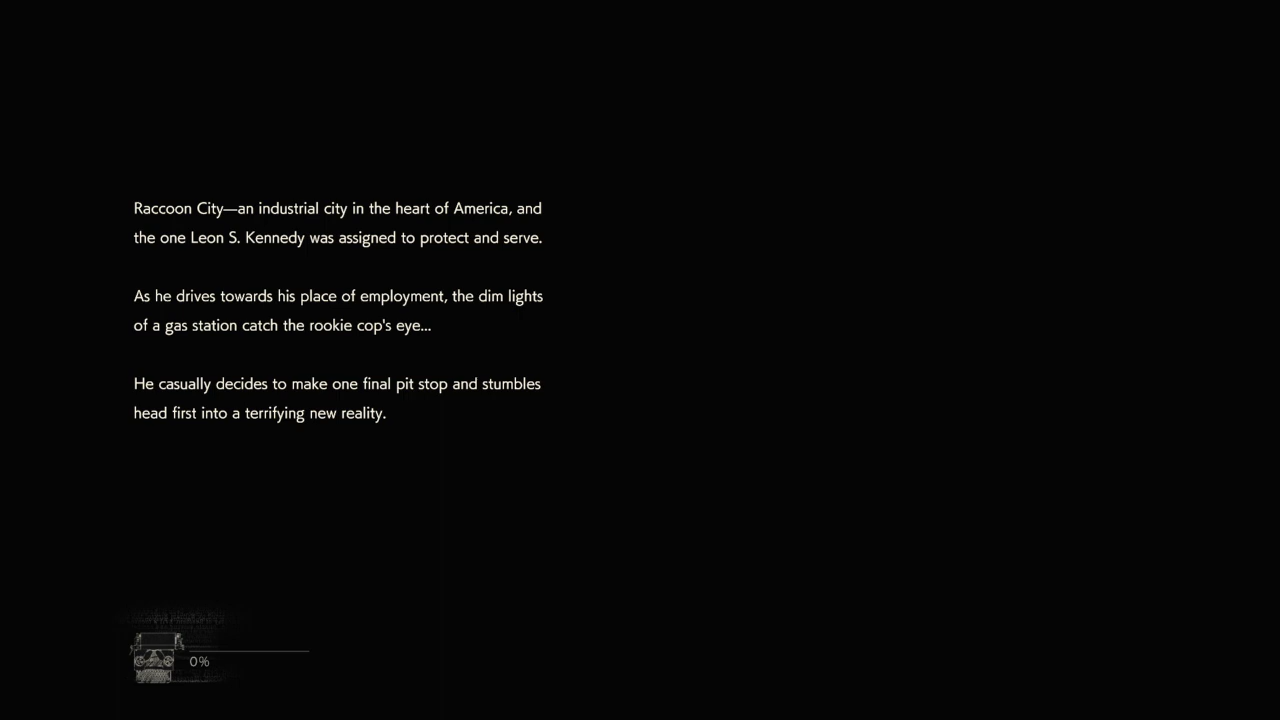 Raccoon City—an industrial city in the heart of America, and
the one Leon S. Kennedy was assigned to protect and serve.
As he drives towards his place of employment, the dim lights
of a gas station catch the rookie cop's eye...
He casually decides to make one final pit stop and stumbles
head first into a terrifying new reality.
0%